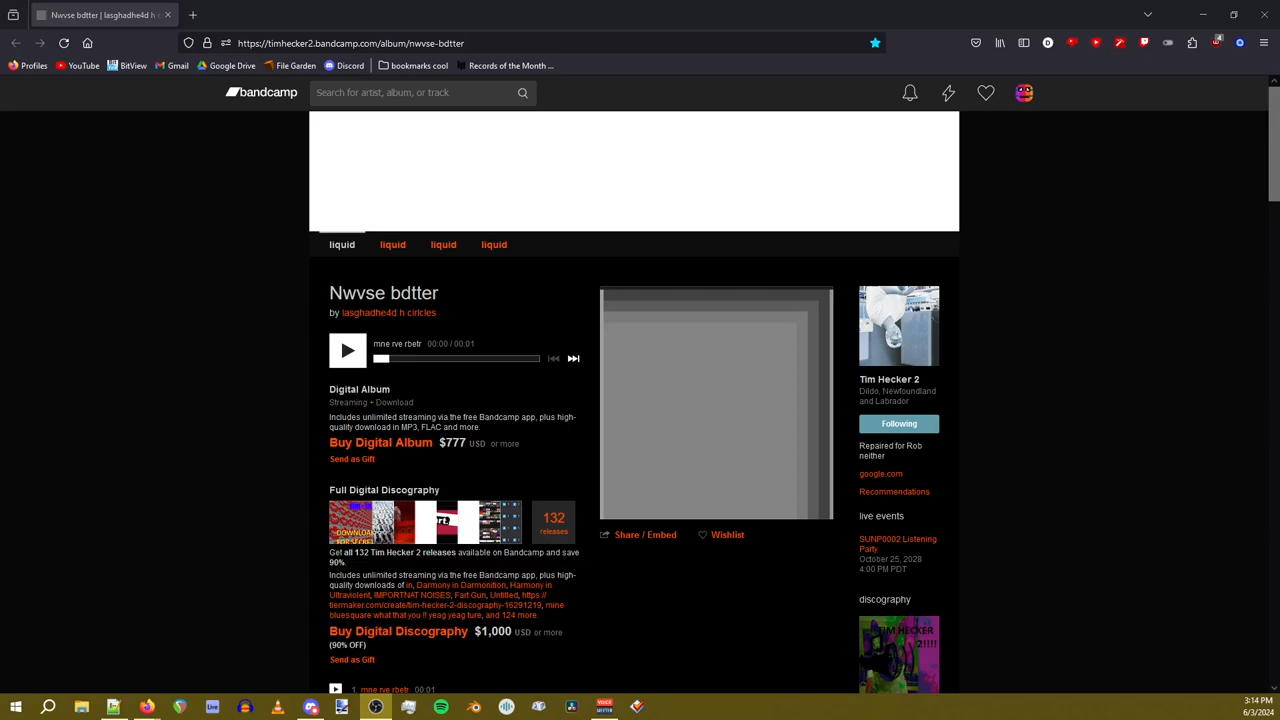 Nwvse bdtter | lasghadhe4d h c
https://timhecker2.bandcamp.com/album/nwvse-bdtter
4
Profiles YouTube BitView Gmail Google Drive File Garden Discord bookmarks cool Records of the Month ...
bandcamp
Search for artist, album, or track
liquid liquid liquid liquid
Nwvse bdtter
by lasghadhe4d h cirlcles
mne rve rbetr 00:00 / 00:01
Digital Album
Streaming + Download
Includes unlimited streaming via the free Bandcamp app, plus high-
quality download in MP3, FLAC and more.
Buy Digital Album $777 USD or more
Send as Gift
Full Digital Discography
132
releases
Get all 132 Tim Hecker 2 releases available on Bandcamp and save
90%.
Includes unlimited streaming via the free Bandcamp app, plus high-
quality downloads of in, Darmony in Darmonition, Harmony in
Ultraviolent, IMPORTNAT NOISES, Fart Gun, Untitled, https://
tiermaker.com/create/tim-hecker-2-discography-16291219, mine
bluesquare what that you !! yeag yeag ture, and 124 more.
Buy Digital Discography $1,000 USD or more
(90% OFF)
Send as Gift
1. mne rve rbetr 00:01
Share / Embed Wishlist
Tim Hecker 2
Dildo, Newfoundland
and Labrador
Following
Repaired for Rob
neither
google.com
Recommendations
live events
SUNP0002 Listening
Party
October 25, 2028
4:00 PM PDT
discography
TIM HECKER
2!!!!
Live
3:14 PM
6/3/2024